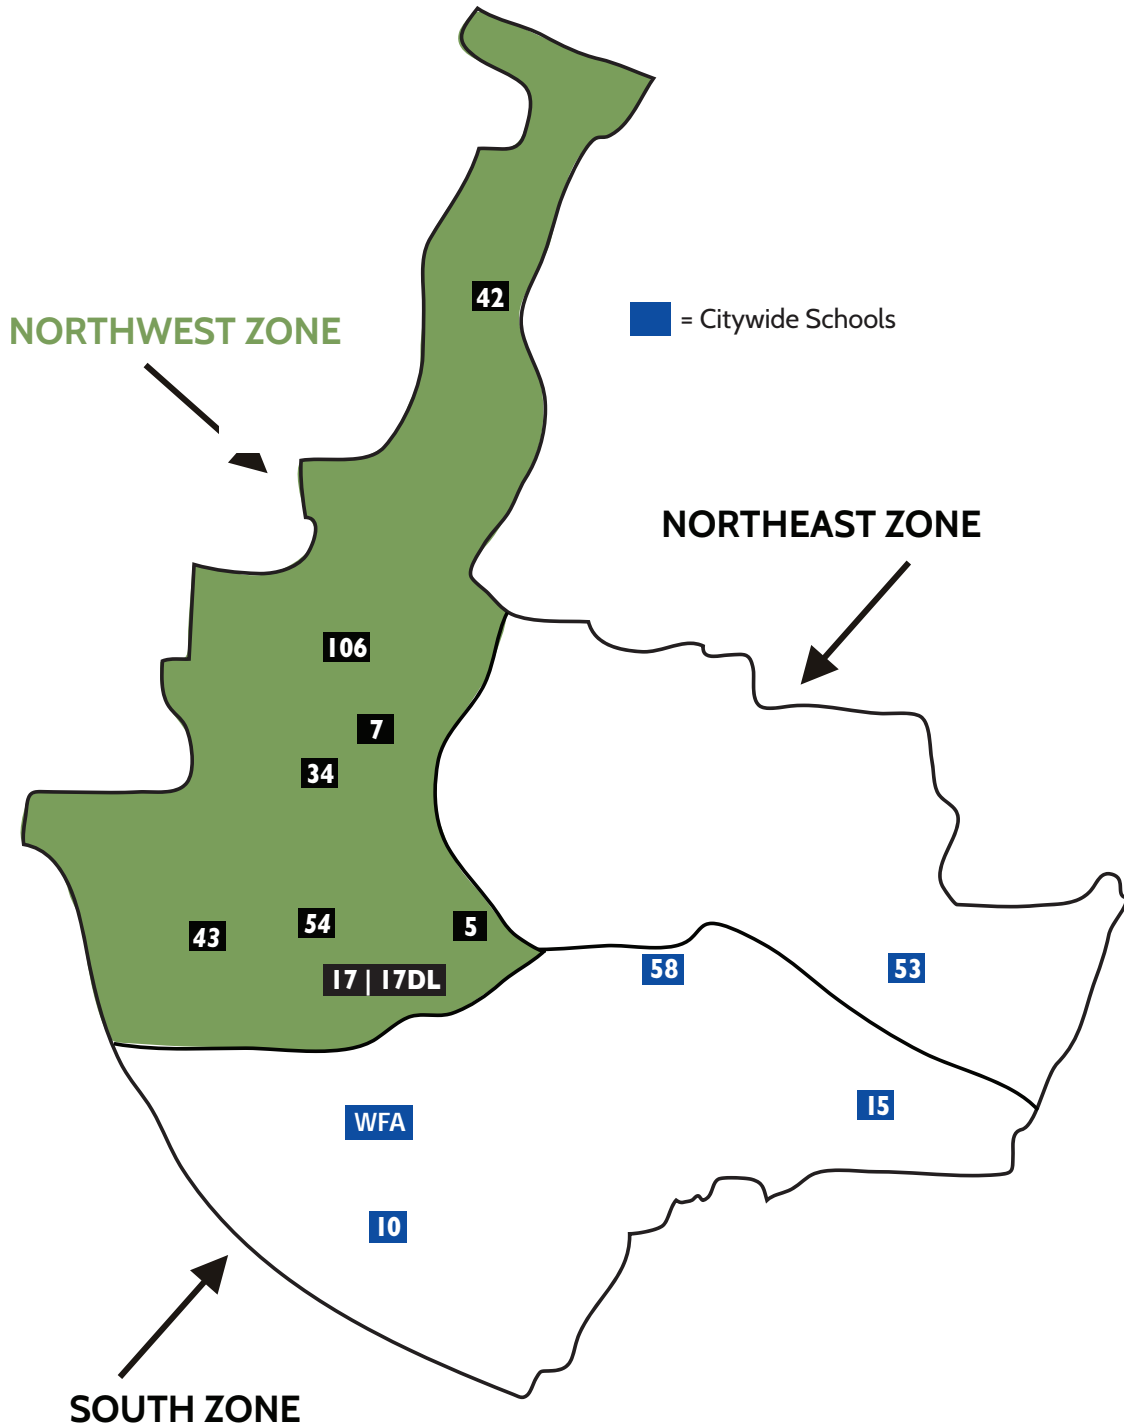 42
NORTHWEST ZONE
= Citywide Schools
NORTHEAST ZONE
106
7
34
43
54
5
17 | 17DL
58
53
WFA
15
10
SOUTH ZONE